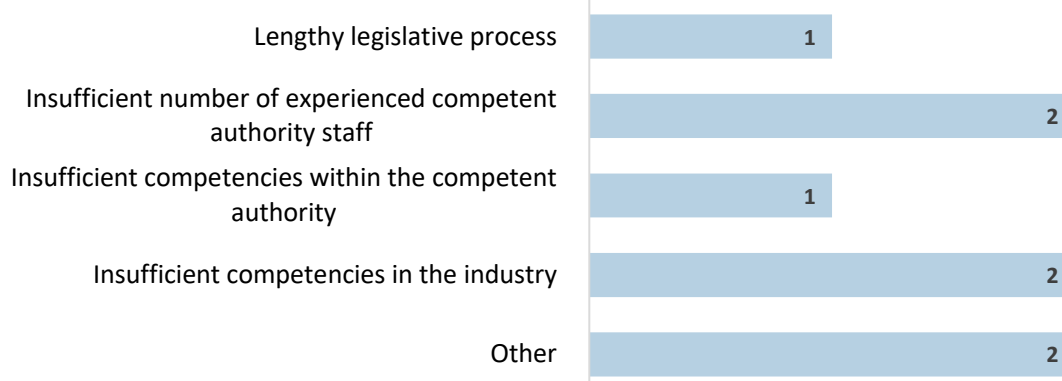 Lengthy legislative process
1
Insufficient number of experienced competent
authority staff
2
Insufficient competencies within the competent
authority
1
Insufficient competencies in the industry
2
Other
2